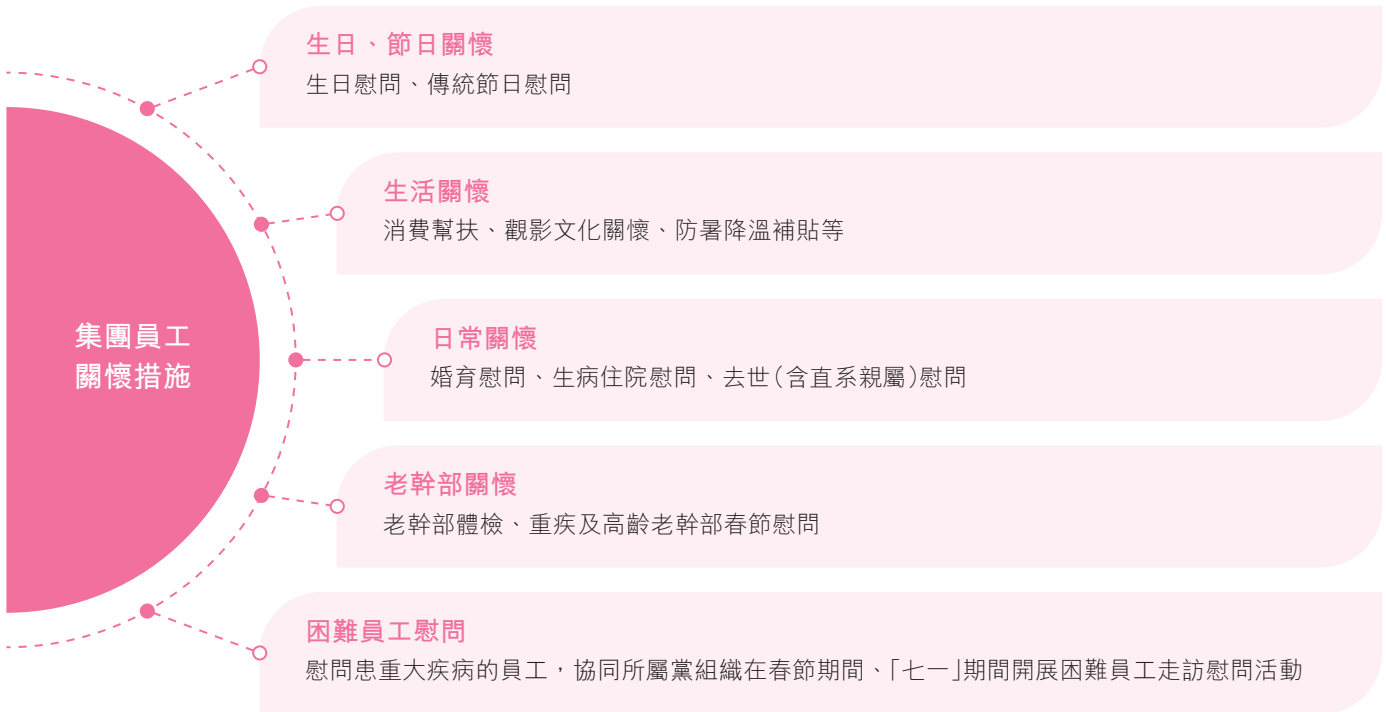 生日、節日關懷
生日慰問、傳統節日慰問
生活關懷
消費幫扶、觀影文化關懷、防暑降溫補貼等
集團員工
關懷措施
日常關懷
婚育慰問、生病住院慰問、去世(含直系親屬)慰問
老幹部關懷
老幹部體檢、重疾及高齡老幹部春節慰問
困難員工慰問
慰問患重大疾病的員工，協同所屬黨組織在春節期間、「七一」期間開展困難員工走訪慰問活動